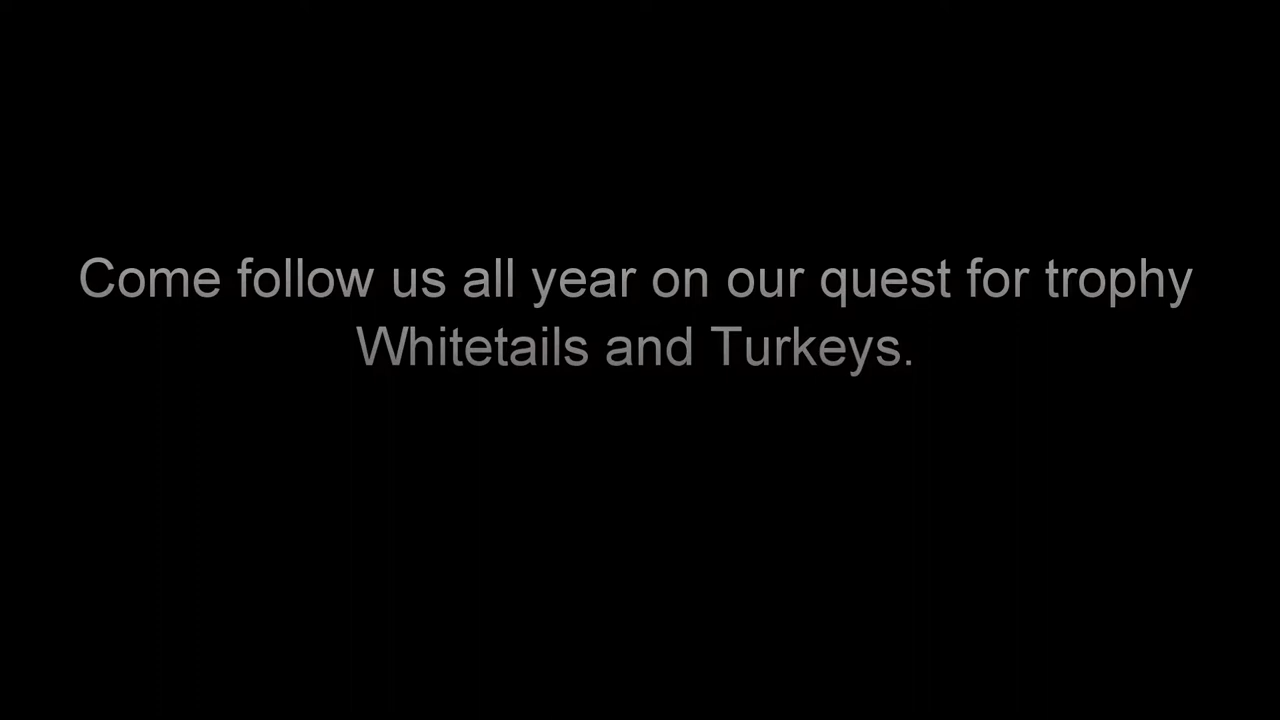 Come follow us all year on our quest for trophy
Whitetails and Turkeys.